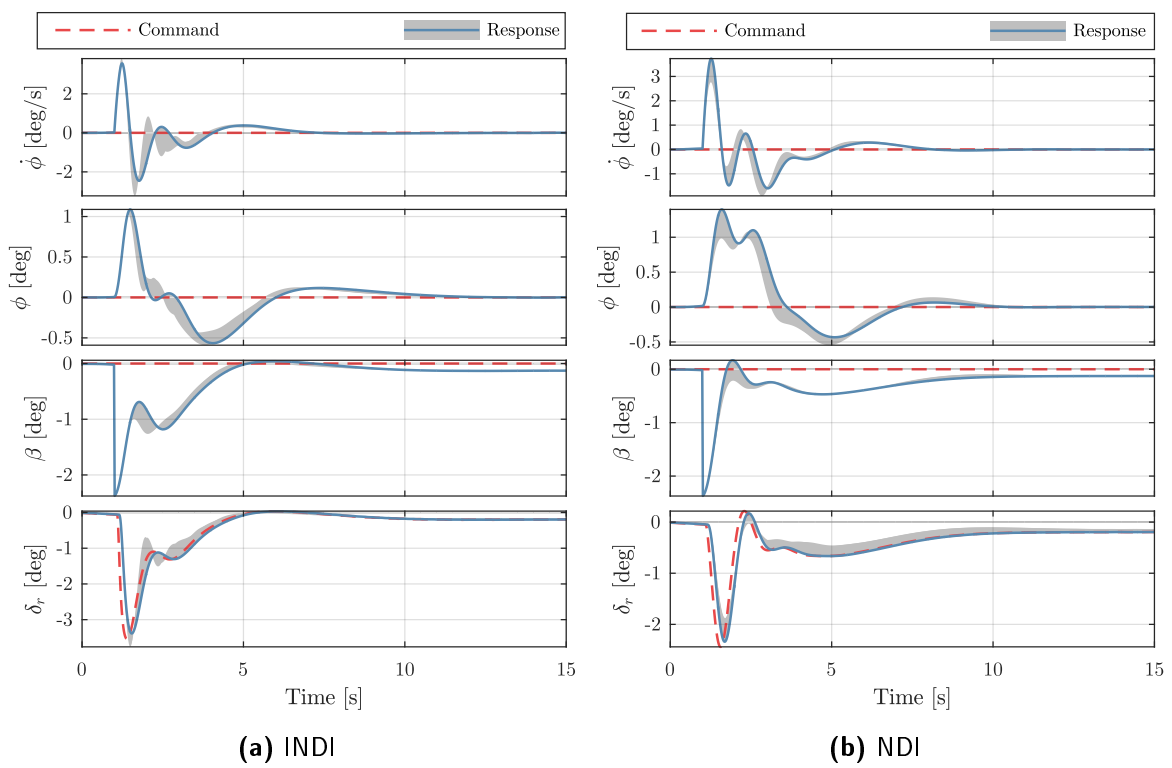 Command Response
Command Response
ϕ̇ [deg/s]
2
0
-2
ϕ̇ [deg/s]
3
2
1
0
-1
ϕ [deg]
1
0.5
0
-0.5
ϕ [deg]
1
0.5
0
-0.5
β [deg]
0
-1
-2
β [deg]
0
-1
-2
δr [deg]
0
-1
-2
-3
δr [deg]
0
-1
-2
0 5 10 15
0 5 10 15
Time [s]
Time [s]
(a) INDI
(b) NDI